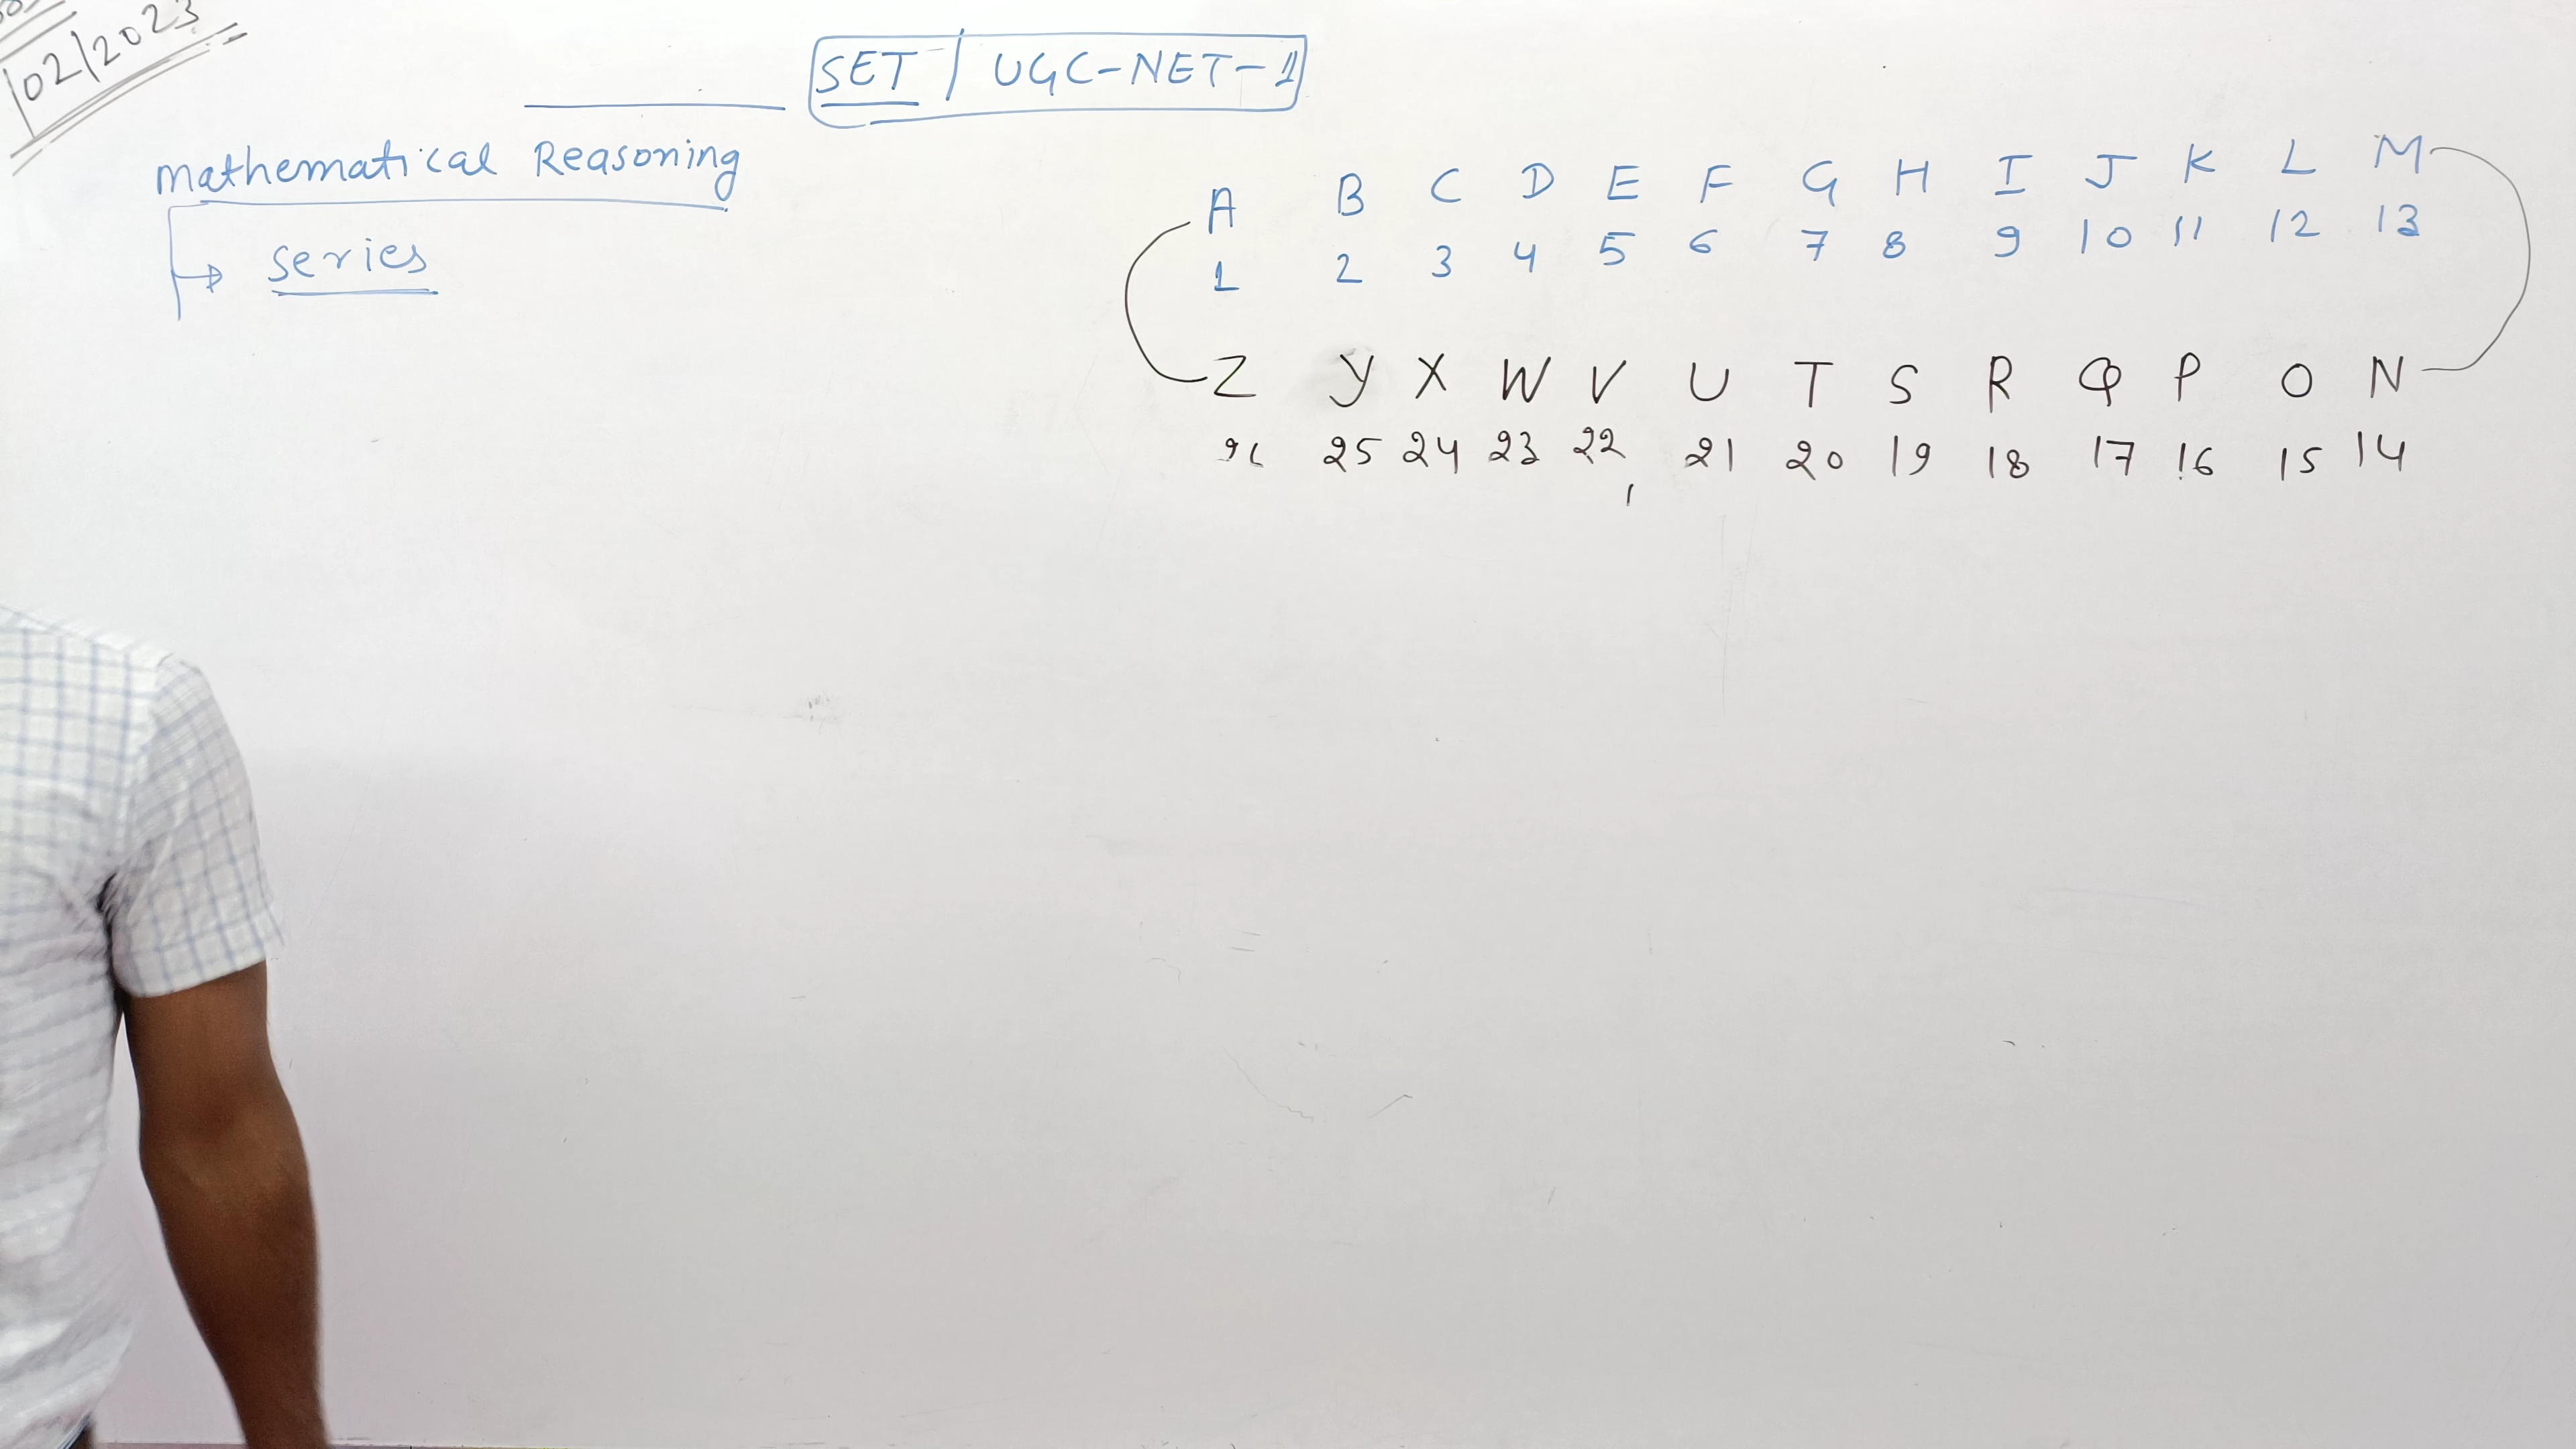 /02/2023
SET / UGC-NET-1
Mathematical Reasoning
series
A B C D E F G H I J K L M
1 2 3 4 5 6 7 8 9 10 11 12 13
Z Y X W V U T S R Q P O N
25 24 23 22 21 20 19 18 17 16 15 14